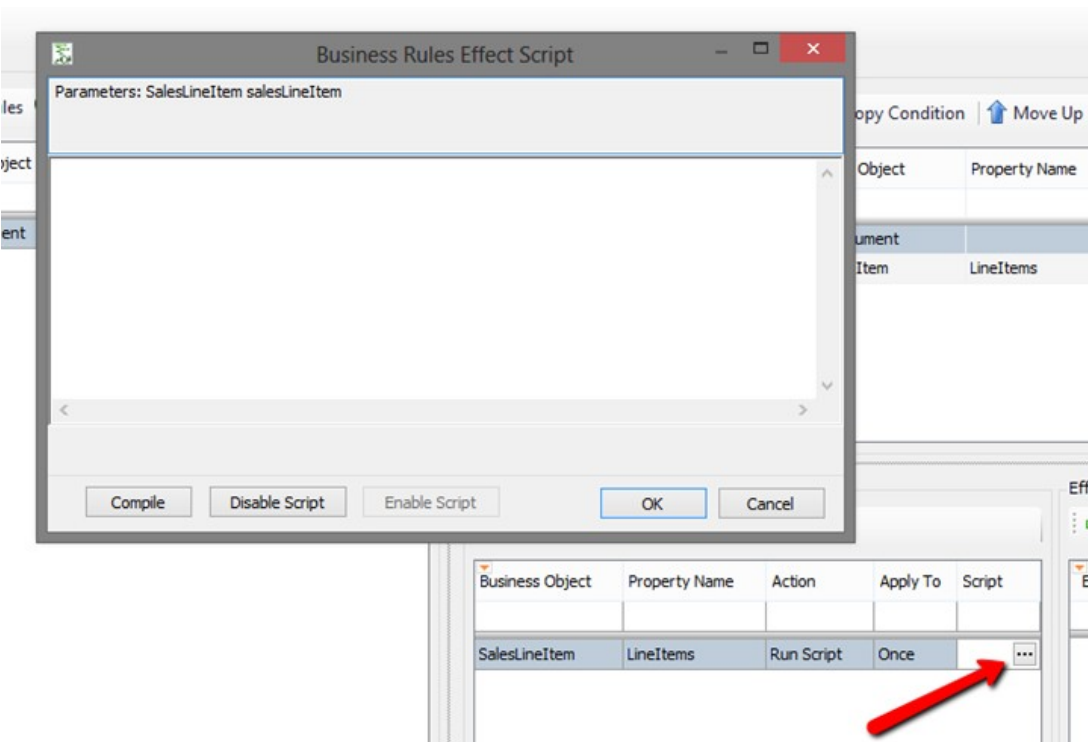 Business Rules Effect Script
Parameters: SalesLineItem salesLineItem
Compile Disable Script Enable Script OK Cancel
les
opy Condition Move Up
ject
Object Property Name
ent
ument
Item LineItems
Eff
Business Object Property Name Action Apply To Script
E
SalesLineItem LineItems Run Script Once ...